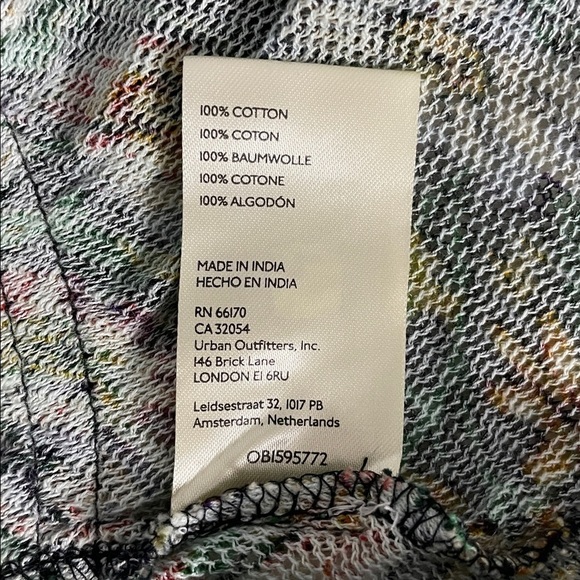 100% COTTON
100% COTON
100% BAUMWOLLE
100% COTONE
100% ALGODÓN
MADE IN INDIA
HECHO EN INDIA
RN 66170
CA 32054
Urban Outfitters, Inc.
146 Brick Lane
LONDON E1 6RU
Leidsestraat 32, 1017 PB
Amsterdam, Netherlands
OB1595772